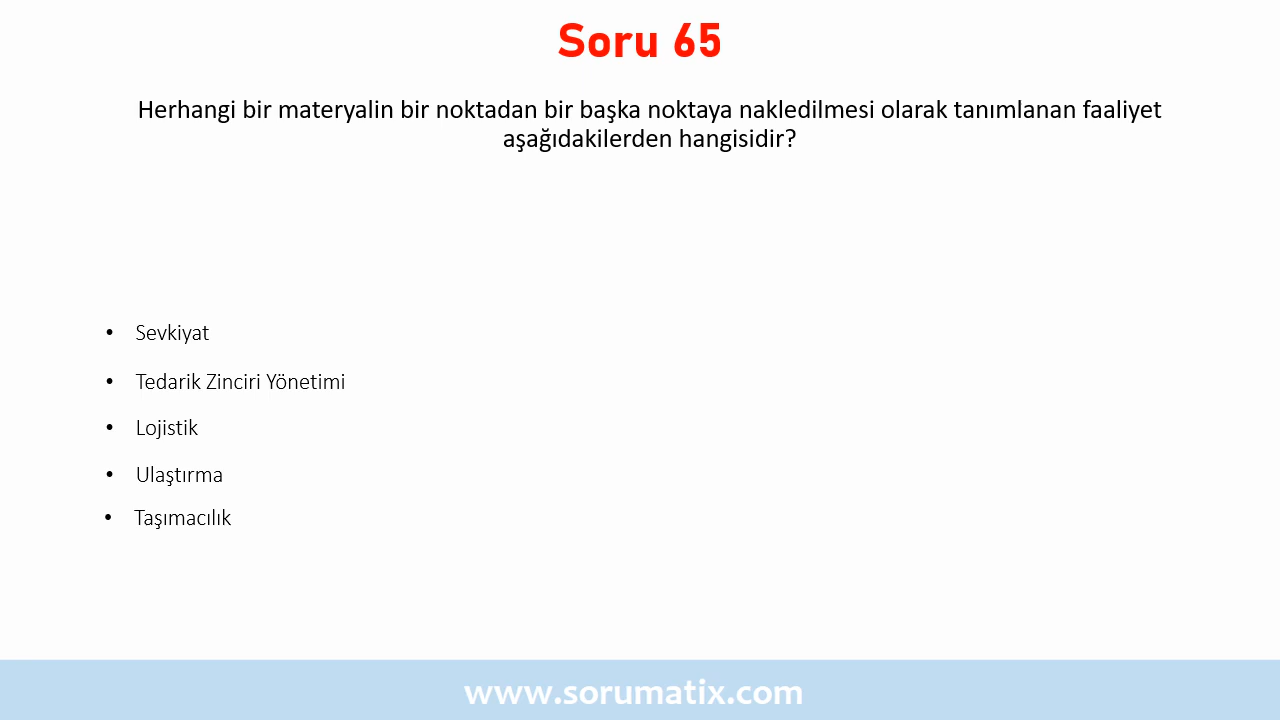 Soru 65
Herhangi bir materyalin bir noktadan bir başka noktaya nakledilmesi olarak tanımlanan faaliyet
aşağıdakilerden hangisidir?
• Sevkiyat
• Tedarik Zinciri Yönetimi
• Lojistik
• Ulaştırma
• Taşımacılık
www.sorumatix.com